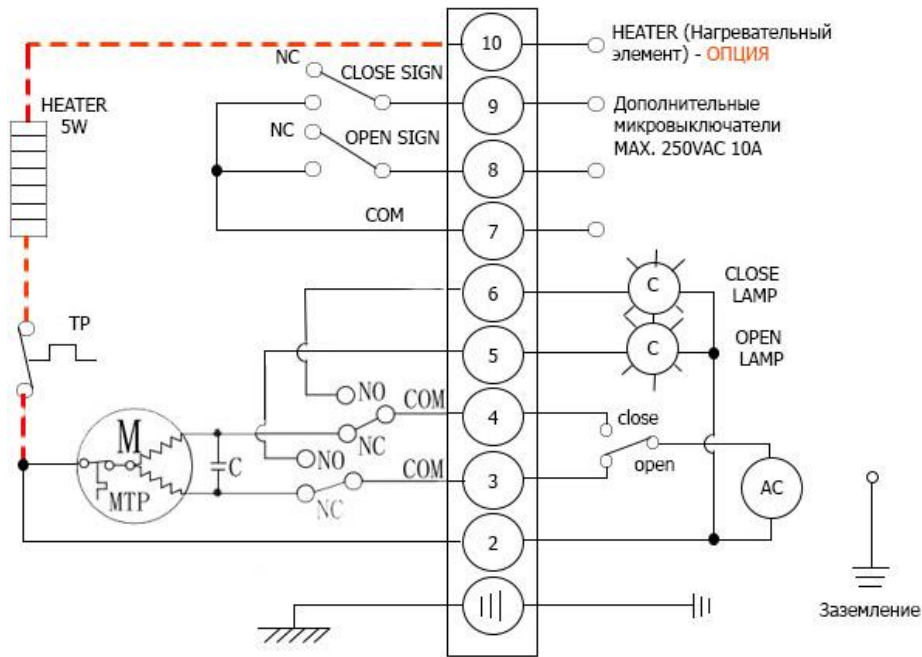 10
HEATER (Нагревательный
элемент) - ОПЦИЯ
NC
CLOSE SIGN
HEATER
5W
9
Дополнительные
микровыключатели
MAX. 250VAC 10A
NC
OPEN SIGN
8
COM
7
6
C
CLOSE
LAMP
TP
5
C
OPEN
LAMP
NO
COM
4
close
M
NC
C
NO
COM
3
open
AC
MTP
NC
2
Заземление